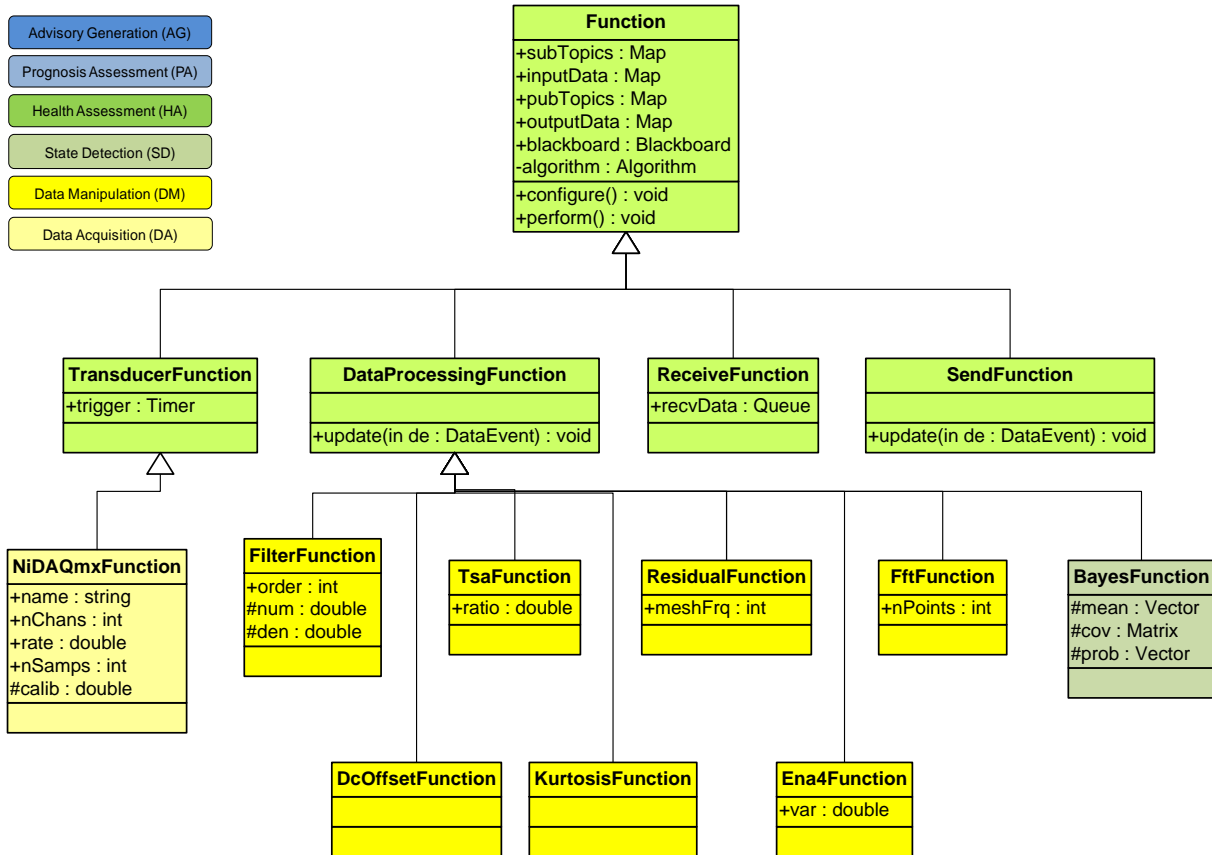 Advisory Generation (AG)
Prognosis Assessment (PA)
Health Assessment (HA)
State Detection (SD)
Data Manipulation (DM)
Data Acquisition (DA)
Function
+subTopics : Map
+inputData : Map
+pubTopics : Map
+outputData : Map
+blackboard : Blackboard
-algorithm : Algorithm
+configure() : void
+perform() : void
TransducerFunction
+trigger : Timer
DataProcessingFunction
+update(in de : DataEvent) : void
ReceiveFunction
+recvData : Queue
SendFunction
+update(in de : DataEvent) : void
NiDAQmxFunction
+name : string
+nChans : int
+rate : double
+nSamps : int
#calib : double
FilterFunction
+order : int
#num : double
#den : double
TsaFunction
+ratio : double
ResidualFunction
+meshFrq : int
FftFunction
+nPoints : int
BayesFunction
#mean : Vector
#cov : Matrix
#prob : Vector
DcOffsetFunction
KurtosisFunction
Ena4Function
+var : double